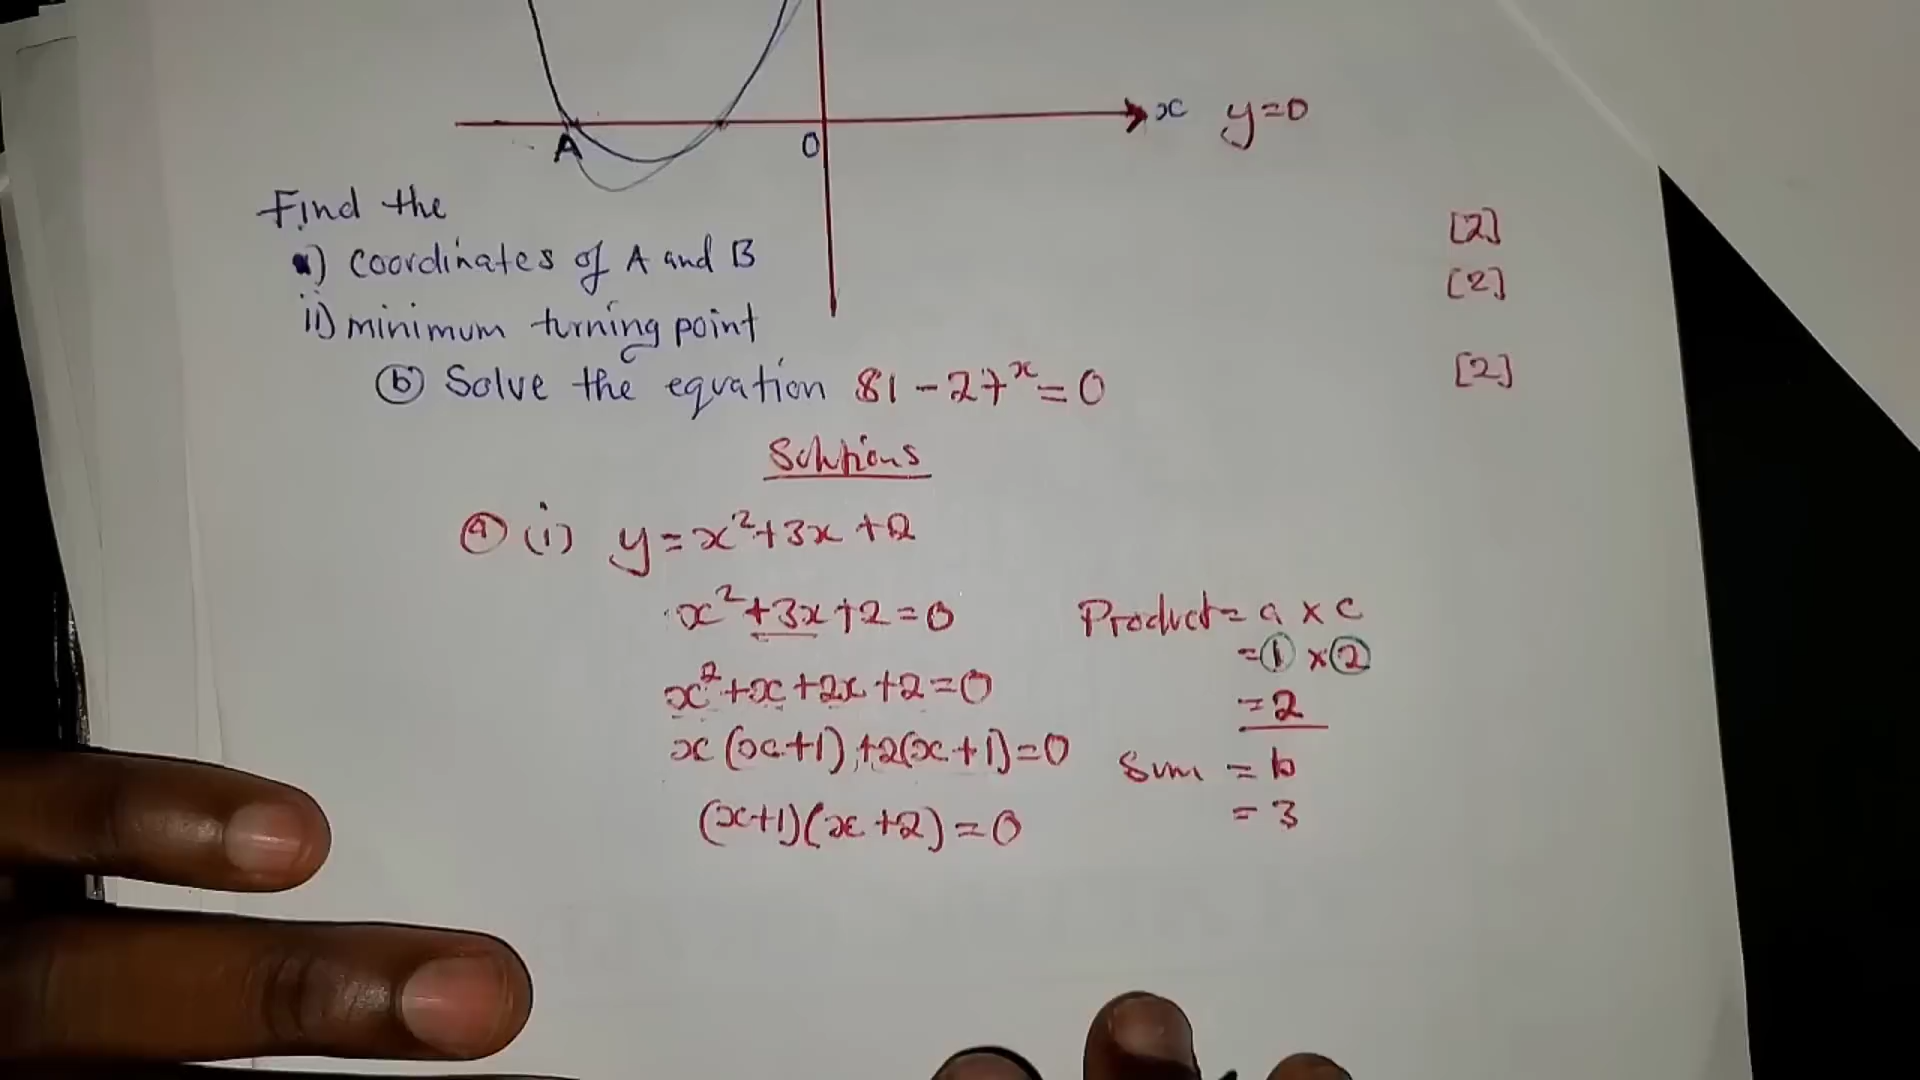 x y=0
A 0
Find the
i) coordinates of A and B [2]
ii) minimum turning point [2]
ⓑ Solve the equation 81 - 27ˣ = 0 [2]
Solutions
ⓐ (i) y = x² + 3x + 2
x² + 3x + 2 = 0 Product = a × c
= ① × ②
x² + x + 2x + 2 = 0 = 2
x(x+1) + 2(x+1) = 0 Sum = b
(x+1)(x+2) = 0 = 3